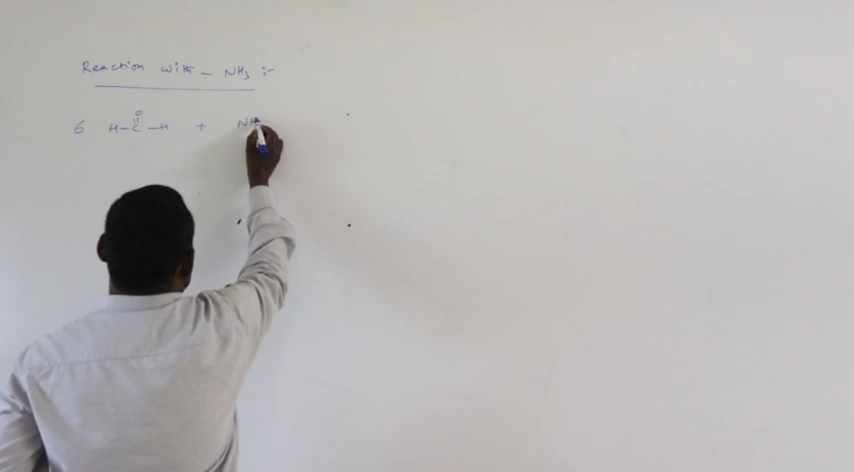 Reaction with - NH3 :-
6 H-C-H + NH
O
||